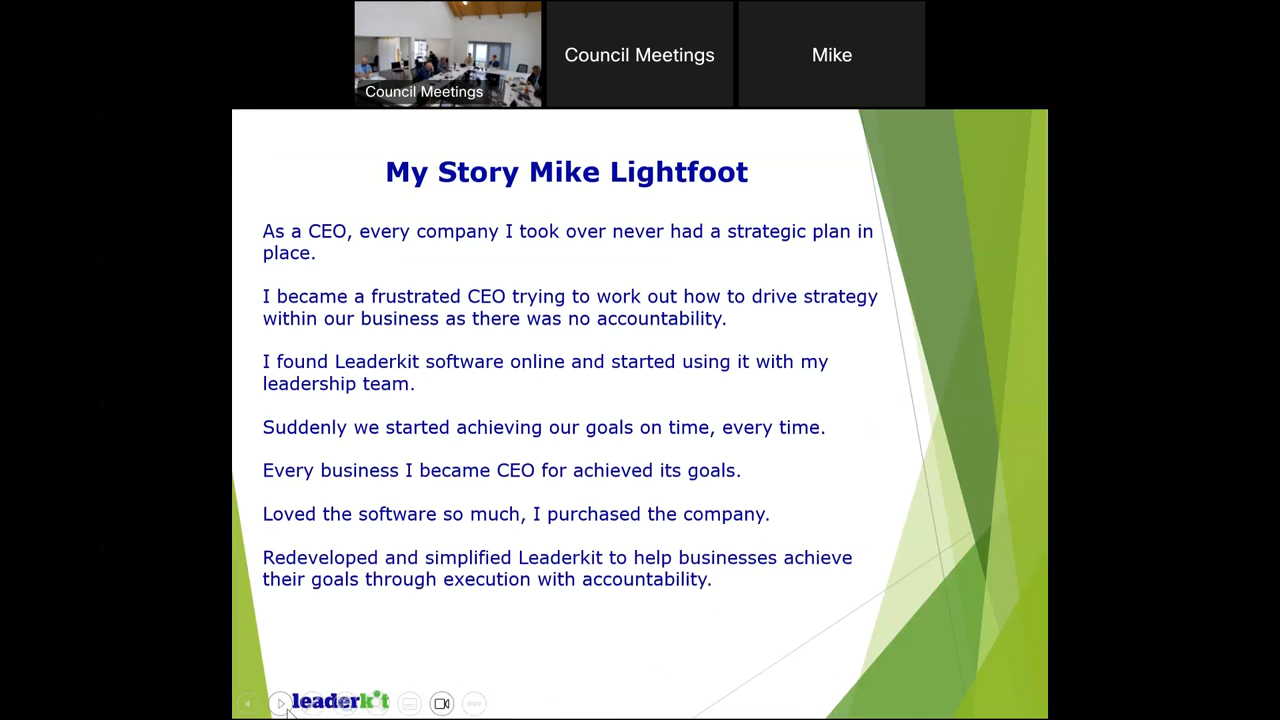 Council Meetings
Council Meetings
Mike
My Story Mike Lightfoot
As a CEO, every company I took over never had a strategic plan in
place.
I became a frustrated CEO trying to work out how to drive strategy
within our business as there was no accountability.
I found Leaderkit software online and started using it with my
leadership team.
Suddenly we started achieving our goals on time, every time.
Every business I became CEO for achieved its goals.
Loved the software so much, I purchased the company.
Redeveloped and simplified Leaderkit to help businesses achieve
their goals through execution with accountability.
leaderkit